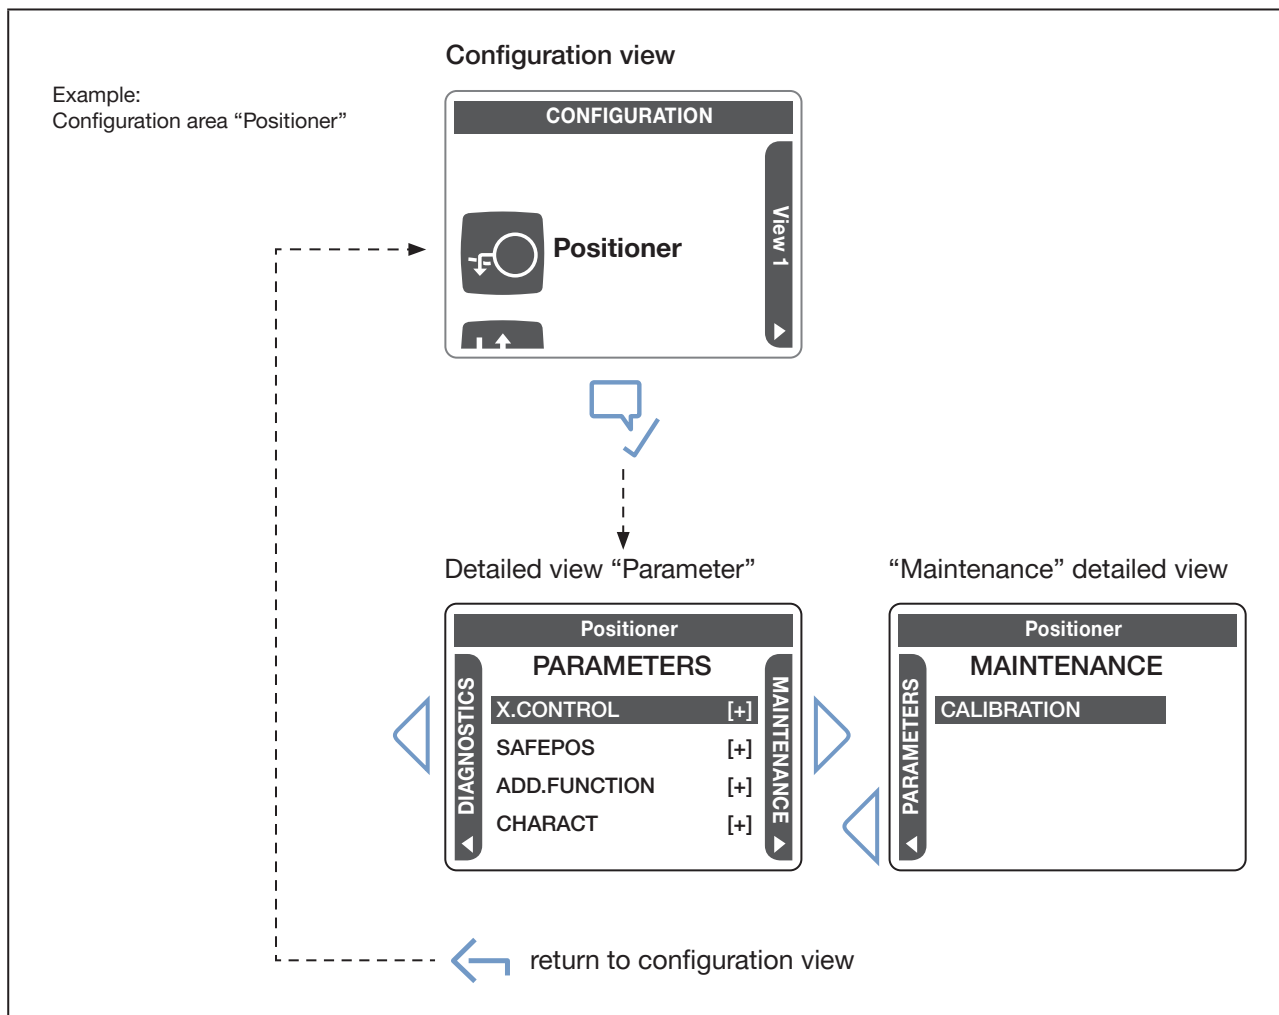 Configuration view
Example:
Configuration area “Positioner”
CONFIGURATION
Positioner
View 1
Detailed view “Parameter”
“Maintenance” detailed view
Positioner
PARAMETERS
DIAGNOSTICS
X.CONTROL [+]
SAFEPOS [+]
ADD.FUNCTION [+]
CHARACT [+]
MAINTENANCE
Positioner
MAINTENANCE
PARAMETERS
CALIBRATION
return to configuration view